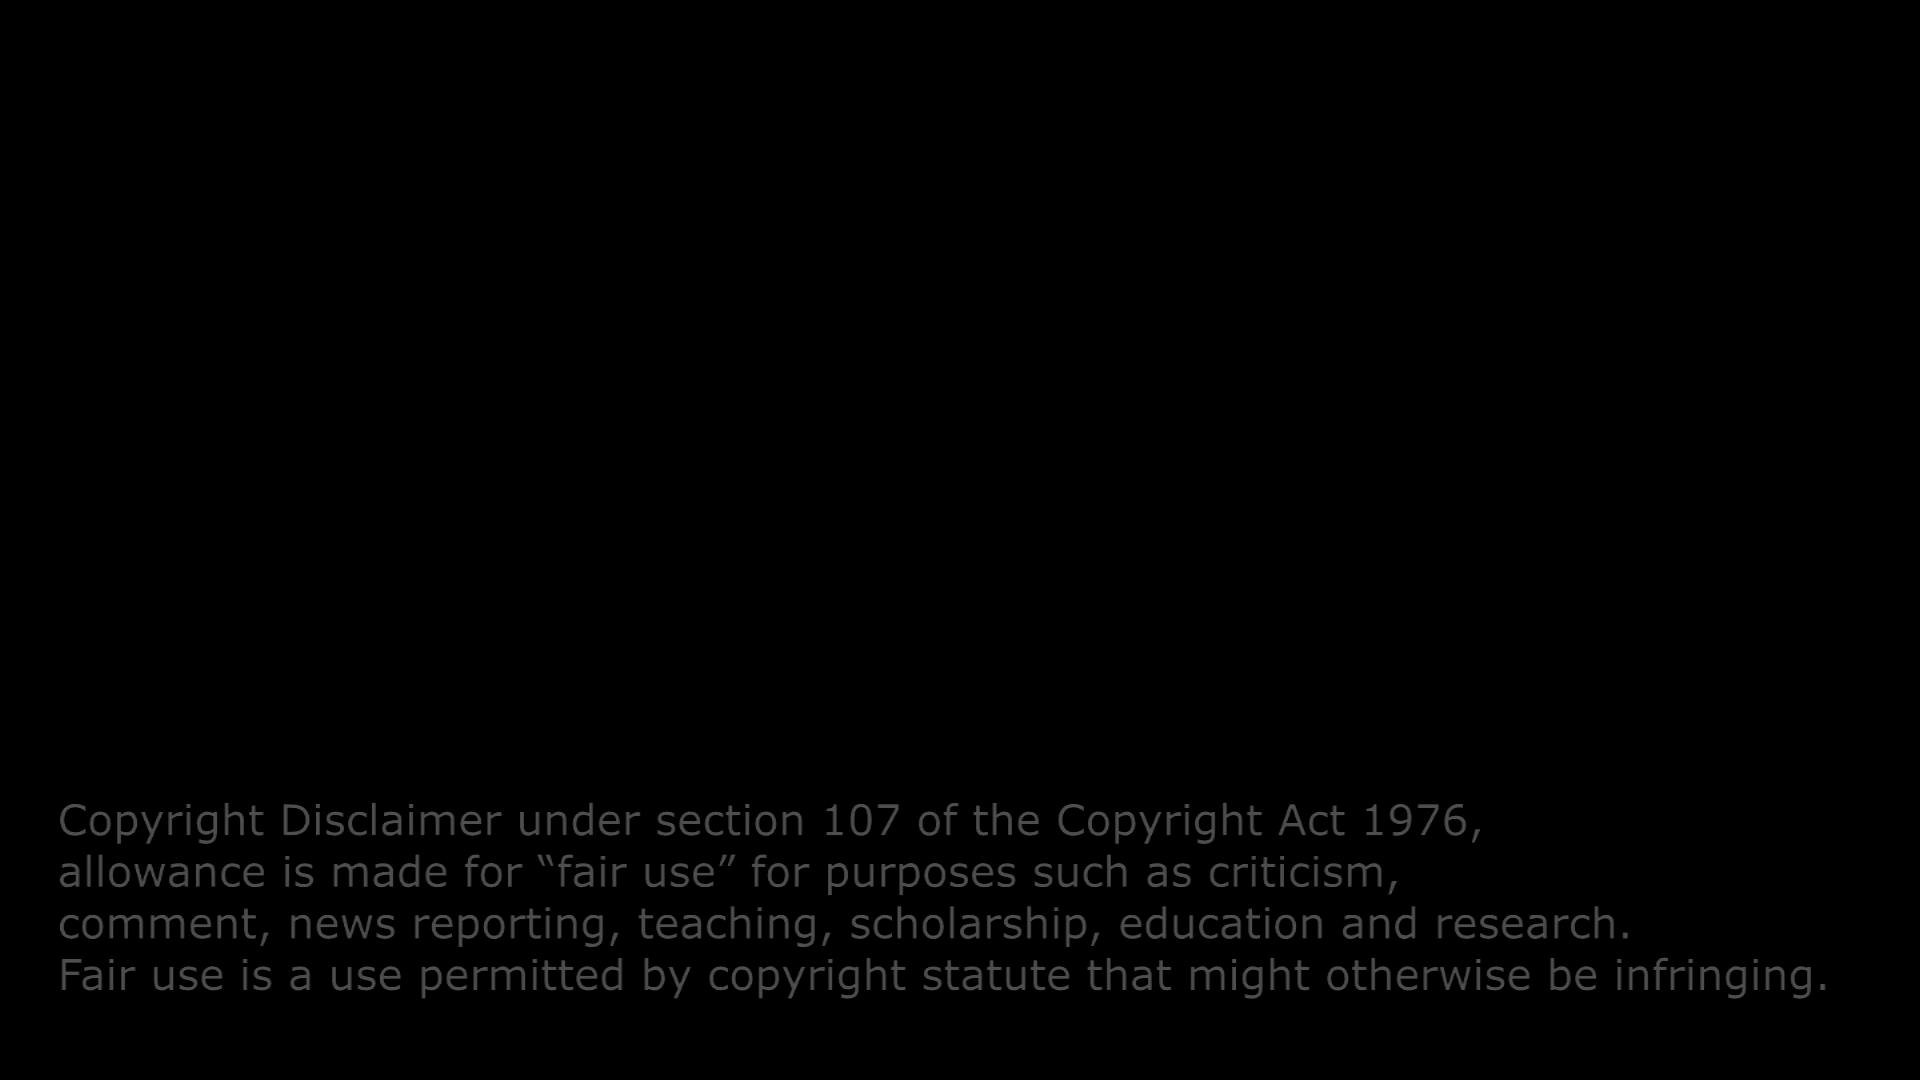 Copyright Disclaimer under section 107 of the Copyright Act 1976,
allowance is made for “fair use” for purposes such as criticism,
comment, news reporting, teaching, scholarship, education and research.
Fair use is a use permitted by copyright statute that might otherwise be infringing.